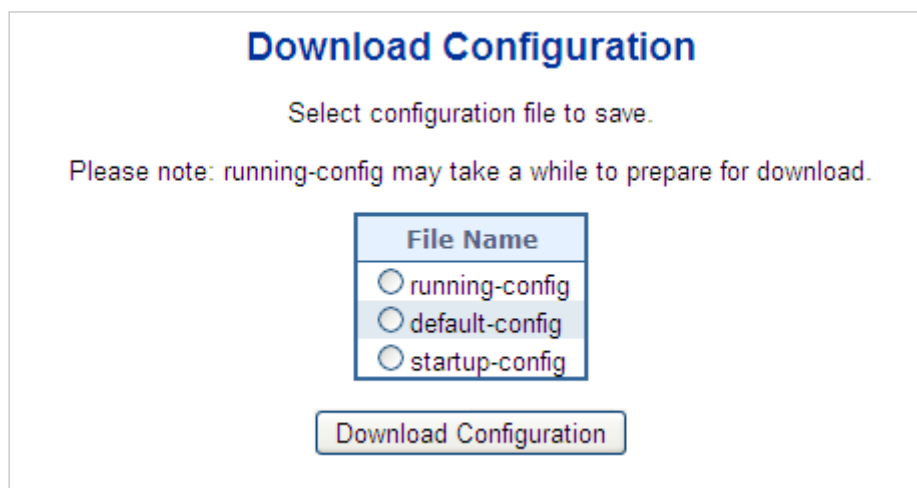 Download Configuration
Select configuration file to save.
Please note: running-config may take a while to prepare for download.
File Name
running-config
default-config
startup-config
Download Configuration